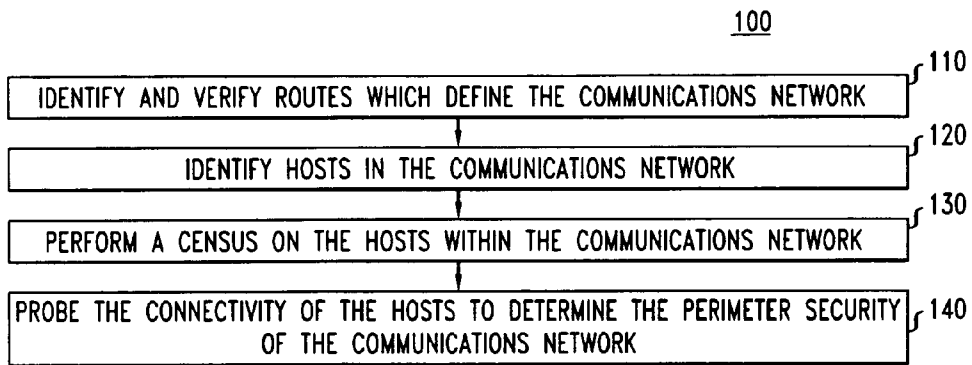 100
110
IDENTIFY AND VERIFY ROUTES WHICH DEFINE THE COMMUNICATIONS NETWORK
120
IDENTIFY HOSTS IN THE COMMUNICATIONS NETWORK
130
PERFORM A CENSUS ON THE HOSTS WITHIN THE COMMUNICATIONS NETWORK
PROBE THE CONNECTIVITY OF THE HOSTS TO DETERMINE THE PERIMETER SECURITY
140
OF THE COMMUNICATIONS NETWORK